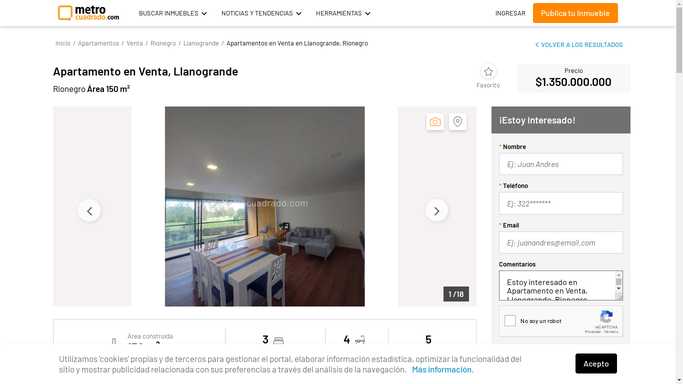 metro
cuadrado.com
BUSCAR INMUEBLES
NOTICIAS Y TENDENCIAS
HERRAMIENTAS
INGRESAR
Publica tu Inmueble
Inicio / Apartamentos / Venta / Rionegro / Llanogrande / Apartamentos en Venta en Llanogrande, Rionegro
VOLVER A LOS RESULTADOS
Apartamento en Venta, Llanogrande
Rionegro Área 150 m²
Favorito
Precio
$1.350.000.000
cuadrado.com
1 /18
¡Estoy Interesado!
* Nombre
Ej: Juan Andres
* Teléfono
Ej: 322*******
* Email
Ej: juanandres@email.com
Comentarios
Estoy interesado en
Apartamento en Venta,
Llanogrande, Rionegro
No soy un robot
reCAPTCHA
Privacidad - Términos
Área construida
3
4
5
Utilizamos 'cookies' propias y de terceros para gestionar el portal, elaborar información estadística, optimizar la funcionalidad del
sitio y mostrar publicidad relacionada con sus preferencias a través del análisis de la navegación. Más información.
Acepto